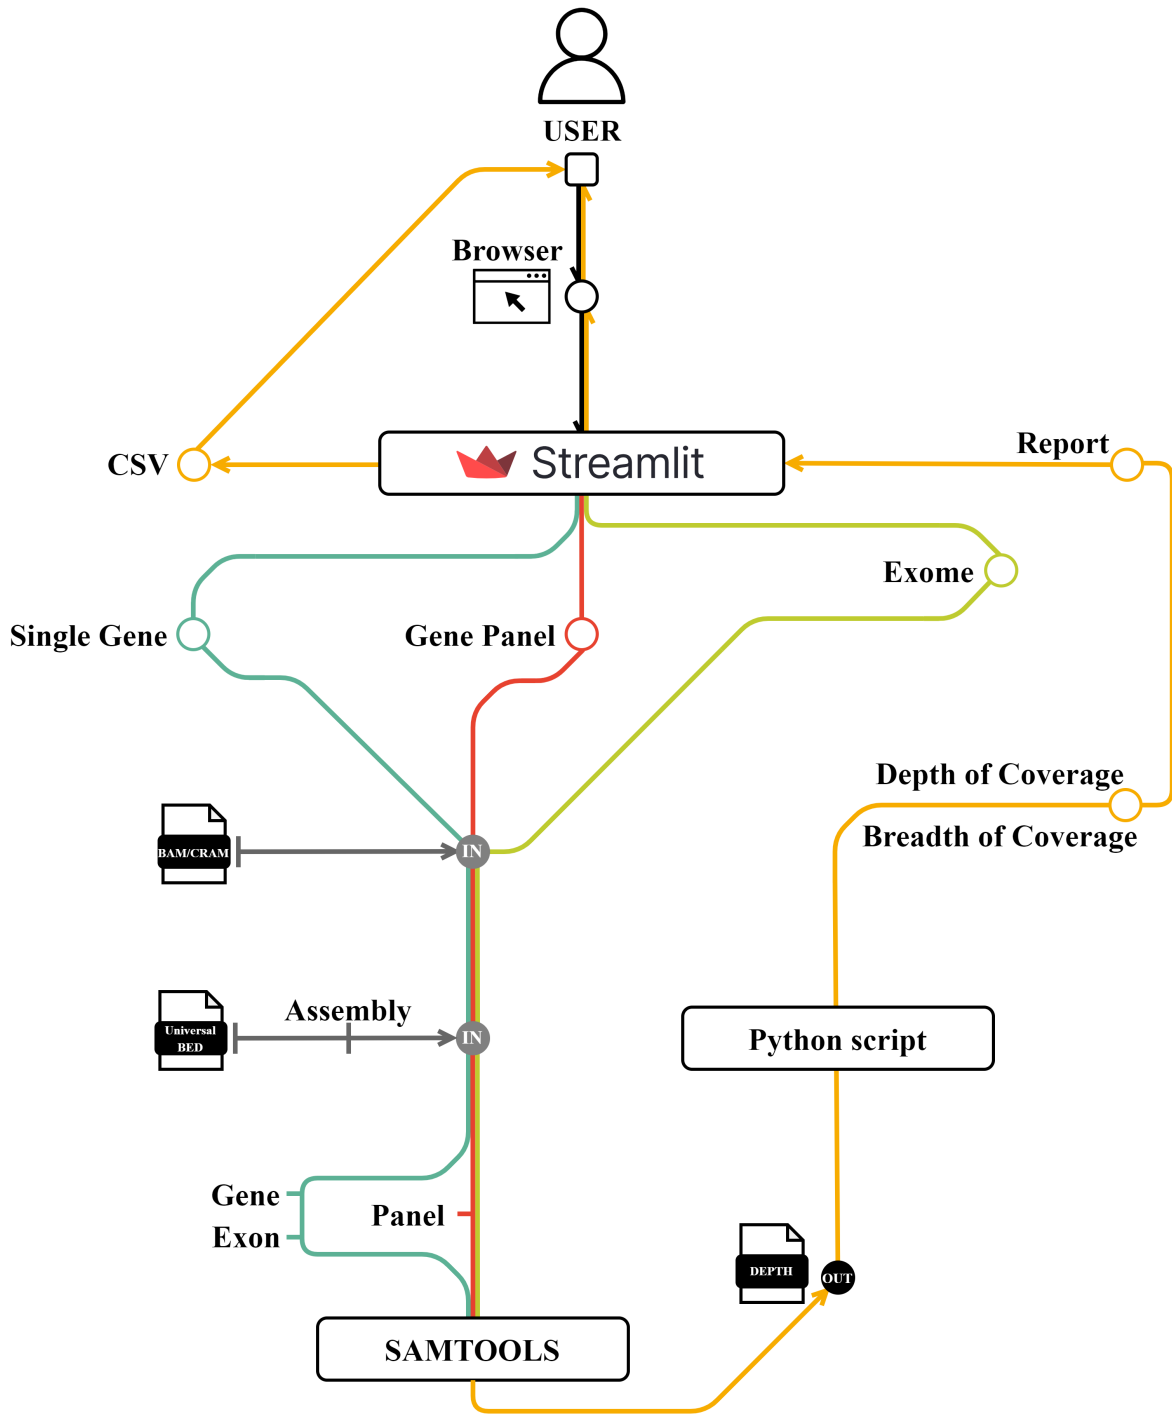 USER
Browser
CSV
Streamlit
Report
Exome
Single Gene
Gene Panel
Depth of Coverage
Breadth of Coverage
BAM/CRAM
IN
Universal
BED
Assembly
IN
Python script
Gene
Exon
Panel
DEPTH
OUT
SAMTOOLS